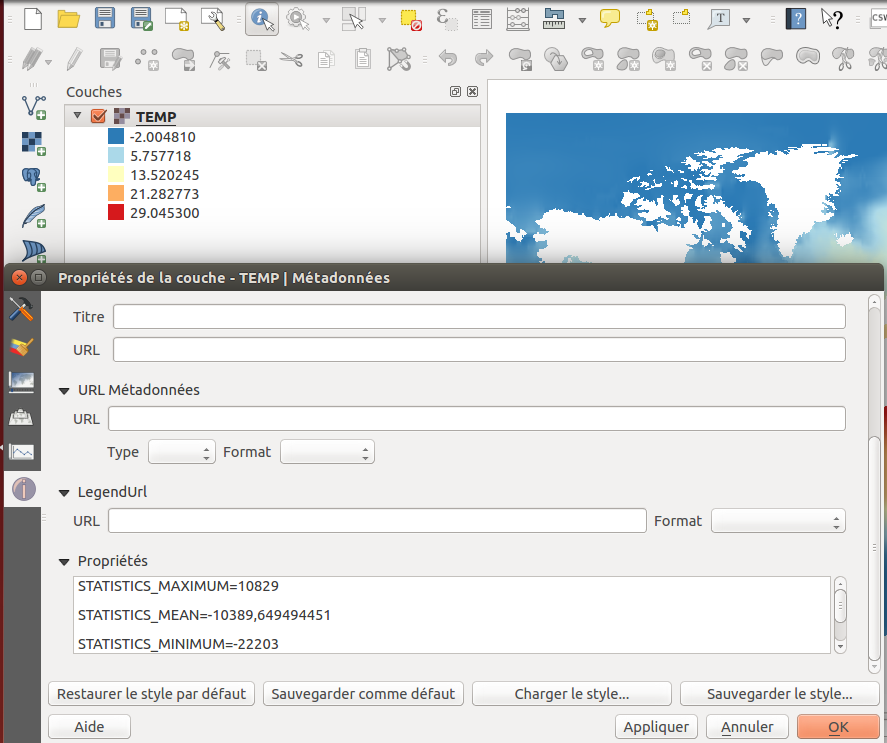 T
?
?
CSW
Couches
TEMP
-2.004810
5.757718
13.520245
21.282773
29.045300
Propriétés de la couche - TEMP | Métadonnées
Titre
URL
URL Métadonnées
URL
Type Format
LegendUrl
URL Format
Propriétés
STATISTICS_MAXIMUM=10829
STATISTICS_MEAN=-10389,649494451
STATISTICS_MINIMUM=-22203
Restaurer le style par défaut Sauvegarder comme défaut Charger le style... Sauvegarder le style...
Aide Appliquer Annuler OK